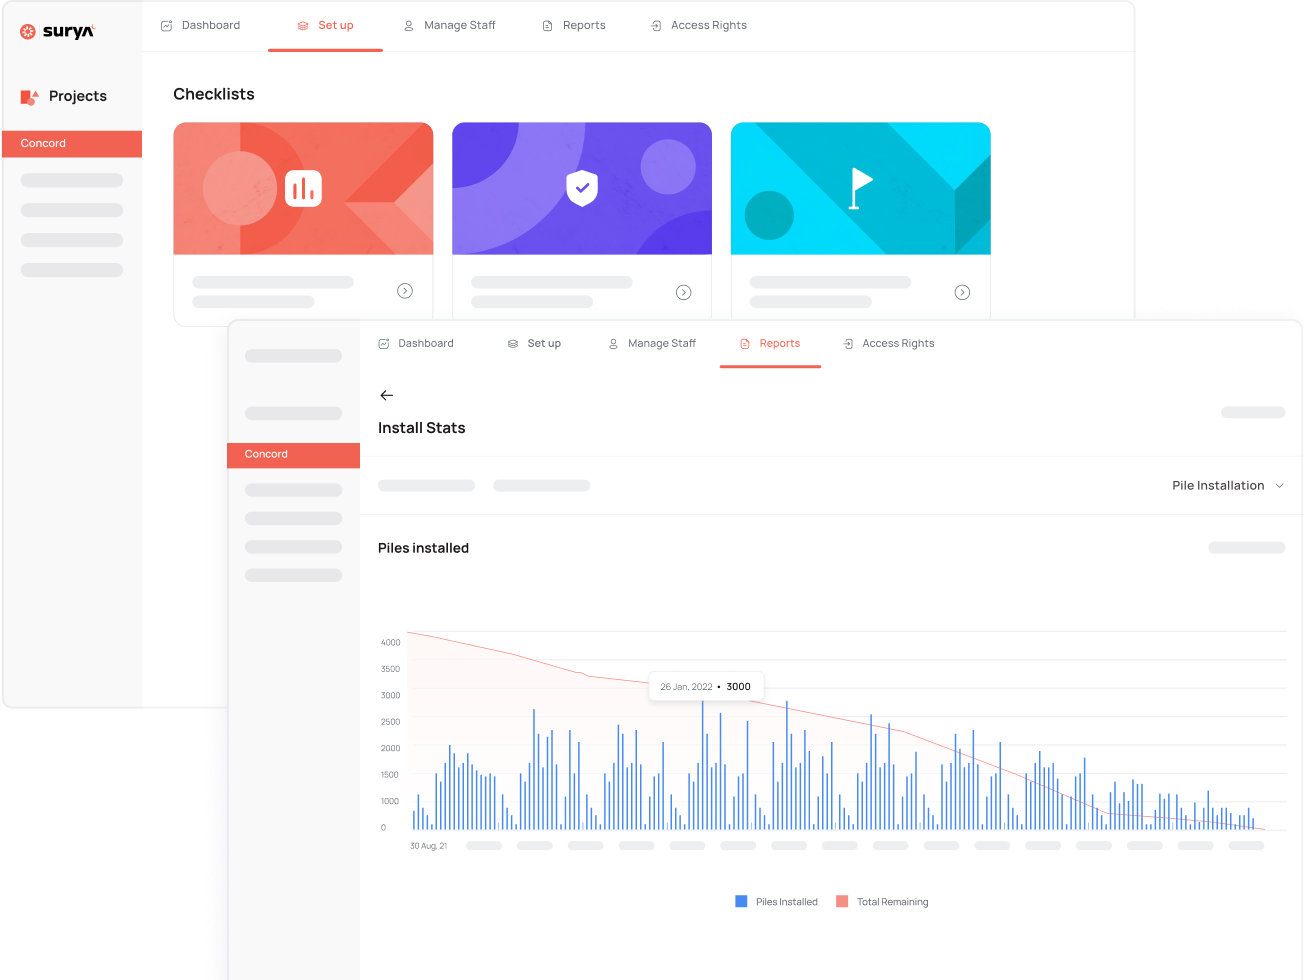 surya
Dashboard
Set up
Manage Staff
Reports
Access Rights
Projects
Concord
Checklists
Dashboard
Set up
Manage Staff
Reports
Access Rights
Install Stats
Concord
Pile Installation
Piles installed
4000
3500
3000
2500
2000
1500
1000
0
26 Jan, 2022 • 3000
30 Aug, 21
Piles Installed
Total Remaining